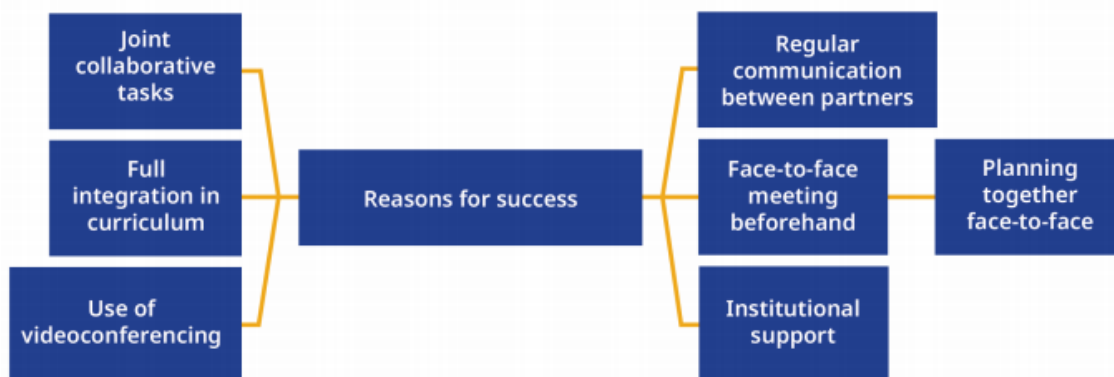 Joint
collaborative
tasks
Full
integration in
curriculum
Use of
videoconferencing
Reasons for success
Regular
communication
between partners
Face-to-face
meeting
beforehand
Planning
together
face-to-face
Institutional
support